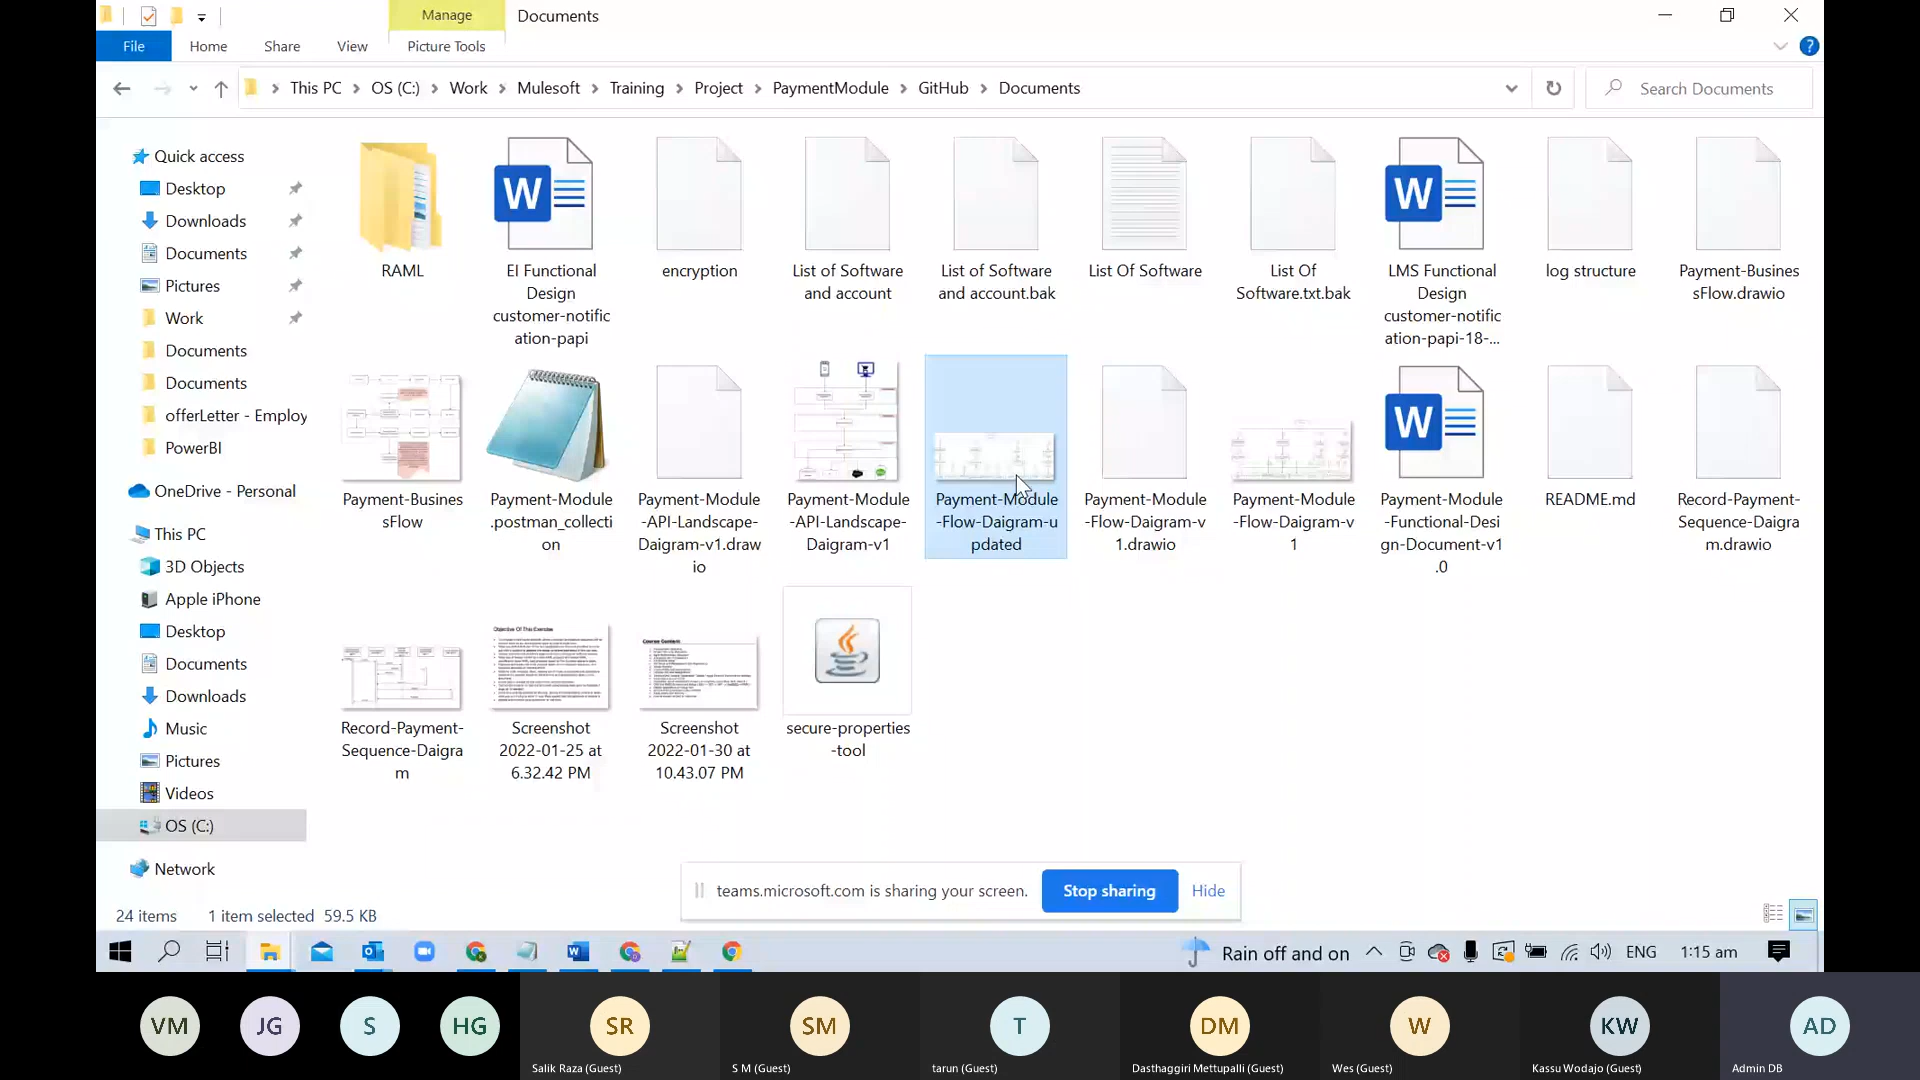 Manage
Documents
File
Home
Share
View
Picture Tools
This PC
OS (C:)
Work
Mulesoft
Training
Project
PaymentModule
GitHub
Documents
Search Documents
Quick access
Desktop
Downloads
Documents
Pictures
Work
Documents
Documents
offerLetter - Employ
PowerBI
OneDrive - Personal
This PC
3D Objects
Apple iPhone
Desktop
Documents
Downloads
Music
Pictures
Videos
OS (C:)
Network
RAML
EI Functional
Design
customer-notific
ation-papi
encryption
List of Software
and account
List of Software
and account.bak
List Of Software
List Of
Software.txt.bak
LMS Functional
Design
customer-notific
ation-papi-18-...
log structure
Payment-Busines
sFlow.drawio
Payment-Busines
sFlow
Payment-Module
.postman_collecti
on
Payment-Module
-API-Landscape-
Daigram-v1.draw
io
Payment-Module
-API-Landscape-
Daigram-v1
Payment-Module
-Flow-Daigram-u
pdated
Payment-Module
-Flow-Daigram-v
1.drawio
Payment-Module
-Flow-Daigram-v
1
Payment-Module
-Functional-Desi
gn-Document-v1
.0
README.md
Record-Payment-
Sequence-Daigra
m.drawio
Objective Of This Exercise
Course Content:
Record-Payment-
Sequence-Daigra
m
Screenshot
2022-01-25 at
6.32.42 PM
Screenshot
2022-01-30 at
10.43.07 PM
secure-properties
-tool
teams.microsoft.com is sharing your screen.
Stop sharing
Hide
24 items
1 item selected 59.5 KB
Rain off and on
ENG
1:15 am
VM
JG
S
HG
SR
SM
T
DM
W
KW
AD
Salik Raza (Guest)
S M (Guest)
tarun (Guest)
Dasthaggiri Mettupalli (Guest)
Wes (Guest)
Kassu Wodajo (Guest)
Admin DB